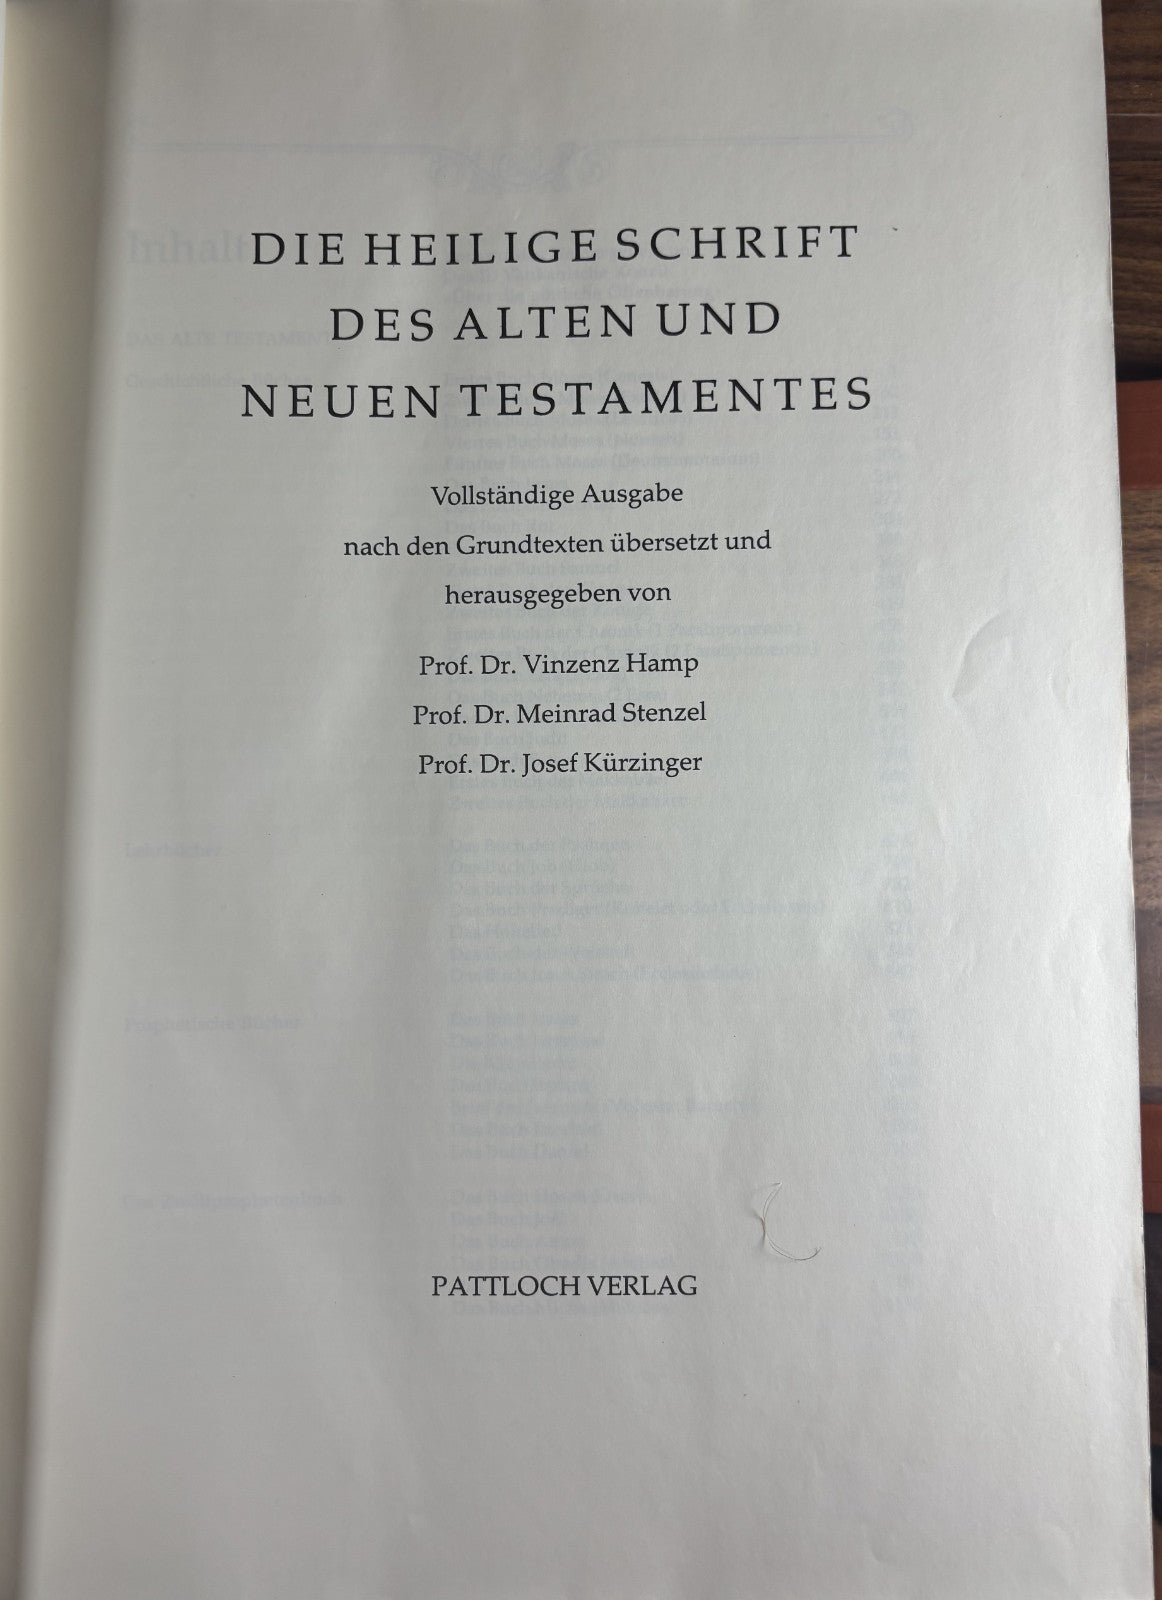 DIE HEILIGE SCHRIFT
DES ALTEN UND
NEUEN TESTAMENTES
Vollständige Ausgabe
nach den Grundtexten übersetzt und
herausgegeben von
Prof. Dr. Vinzenz Hamp
Prof. Dr. Meinrad Stenzel
Prof. Dr. Josef Kürzinger
PATTLOCH VERLAG